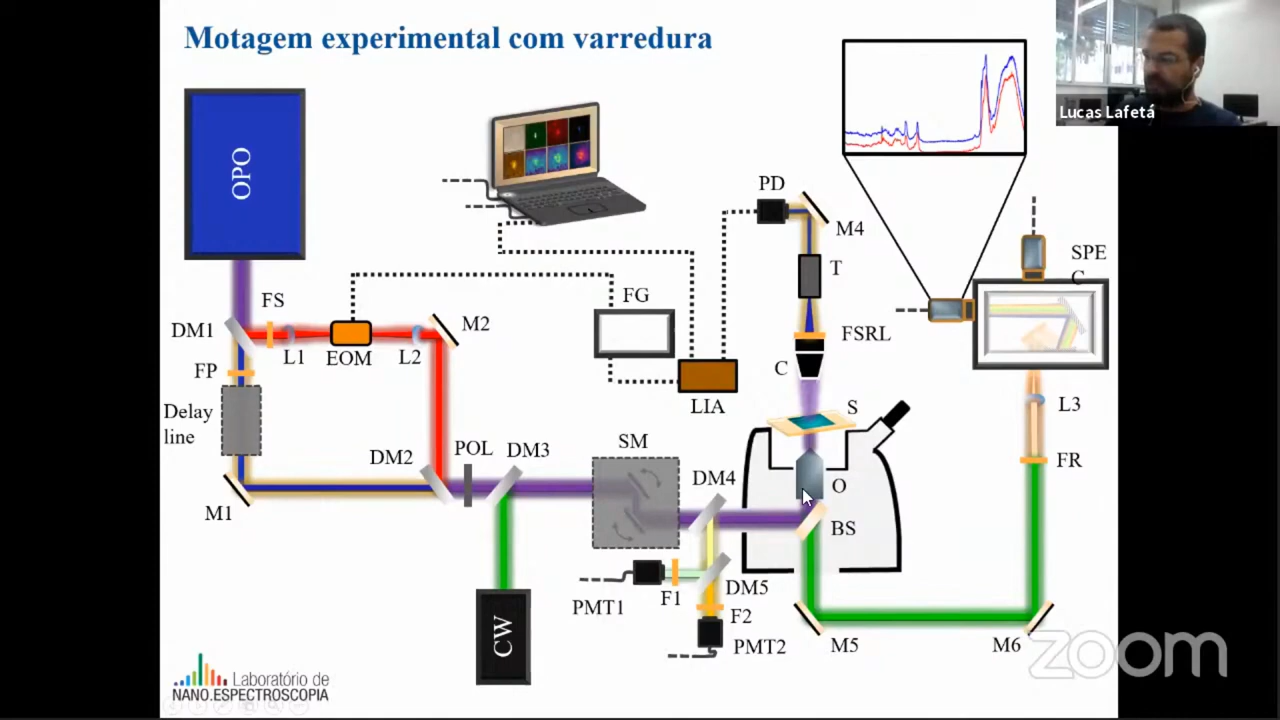 Motagem experimental com varredura
Lucas Lafetá
OPO
PD
M4
T
SPE
C
FS
FG
DM1
M2
FSRL
L1
EOM
L2
FP
C
LIA
S
L3
Delay
line
SM
POL
DM3
DM2
DM4
FR
O
M1
BS
DM5
F1
PMT1
F2
CW
PMT2
M5
M6
zoom
Laboratório de
NANO.ESPECTROSCOPIA